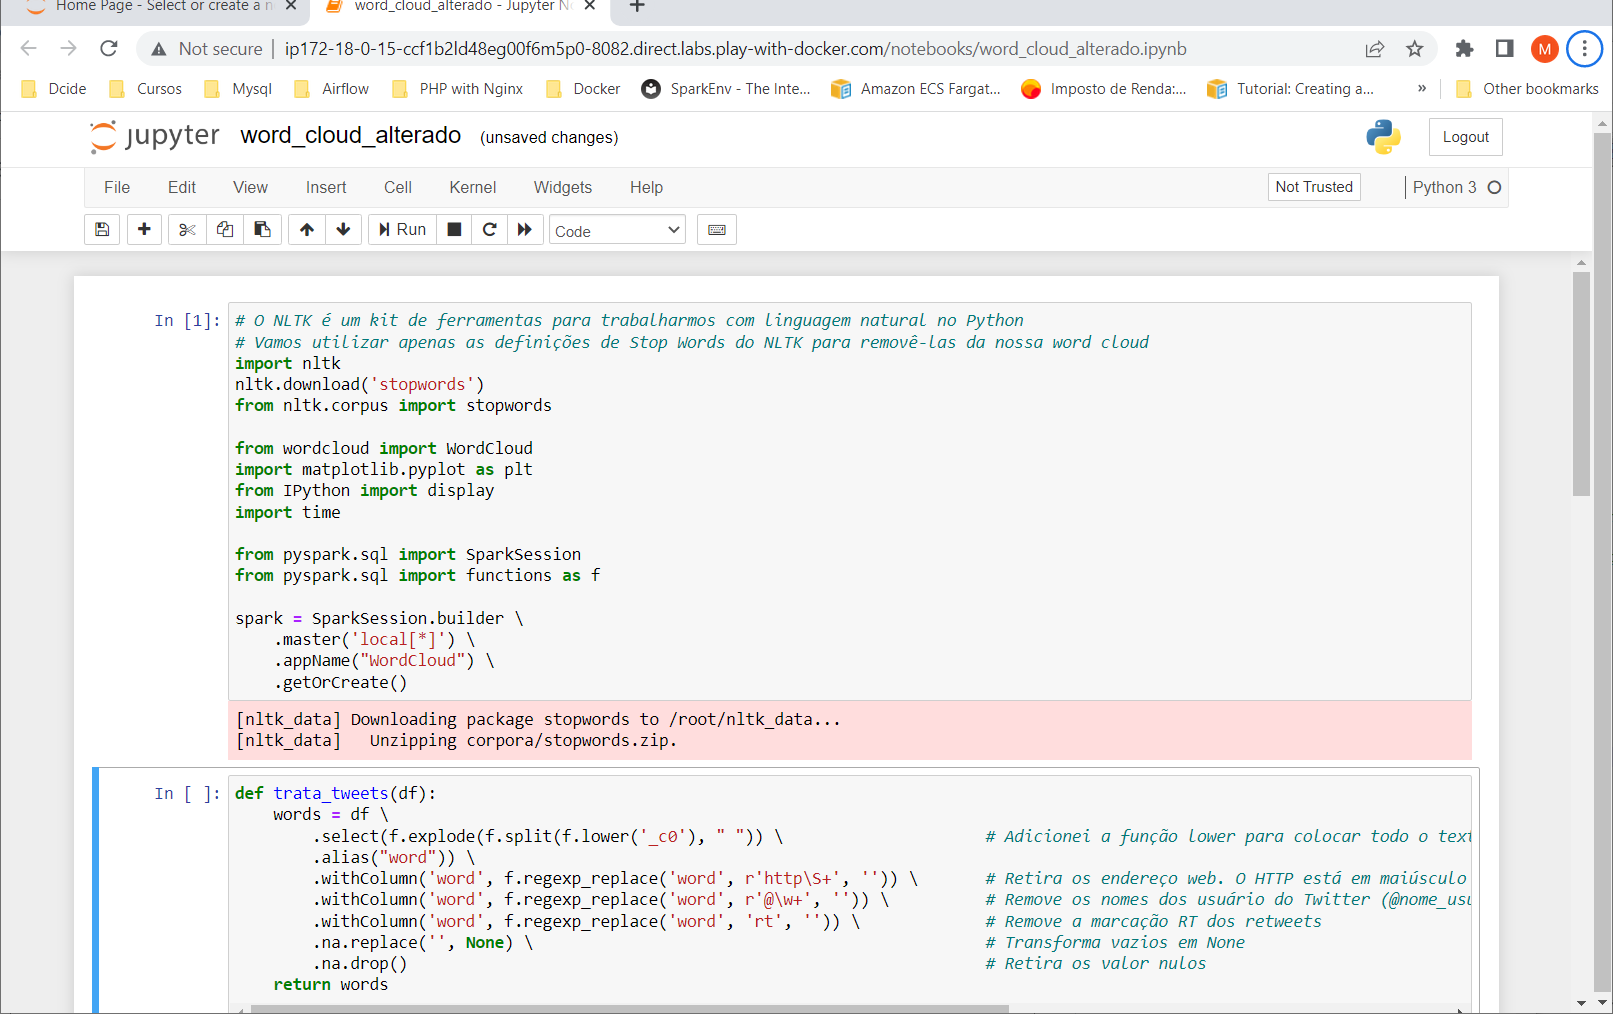 Home Page - Select or create a n
word_cloud_alterado - Jupyter N
Not secure
ip172-18-0-15-ccf1b2ld48eg00f6m5p0-8082.direct.labs.play-with-docker.com/notebooks/word_cloud_alterado.ipynb
M
Dcide
Cursos
Mysql
Airflow
PHP with Nginx
Docker
SparkEnv - The Inte...
Amazon ECS Fargat...
Imposto de Renda:...
Tutorial: Creating a...
»
Other bookmarks
jupyter word_cloud_alterado (unsaved changes)
Logout
File Edit View Insert Cell Kernel Widgets Help
Not Trusted
Python 3
Run
Code
In [1]:
# O NLTK é um kit de ferramentas para trabalharmos com linguagem natural no Python
# Vamos utilizar apenas as definições de Stop Words do NLTK para removê-las da nossa word cloud
import nltk
nltk.download('stopwords')
from nltk.corpus import stopwords
from wordcloud import WordCloud
import matplotlib.pyplot as plt
from IPython import display
import time
from pyspark.sql import SparkSession
from pyspark.sql import functions as f
spark = SparkSession.builder \
    .master('local[*]') \
    .appName("WordCloud") \
    .getOrCreate()
[nltk_data] Downloading package stopwords to /root/nltk_data...
[nltk_data]   Unzipping corpora/stopwords.zip.
In [ ]:
def trata_tweets(df):
    words = df \
        .select(f.explode(f.split(f.lower('_c0'), " ")) \ # Adicionei a função lower para colocar todo o text
        .alias("word")) \
        .withColumn('word', f.regexp_replace('word', r'http\S+', '')) \ # Retira os endereço web. O HTTP está em maiúsculo
        .withColumn('word', f.regexp_replace('word', r'@\w+', '')) \ # Remove os nomes dos usuário do Twitter (@nome_usu
        .withColumn('word', f.regexp_replace('word', 'rt', '')) \ # Remove a marcação RT dos retweets
        .na.replace('', None) \ # Transforma vazios em None
        .na.drop() # Retira os valor nulos
    return words